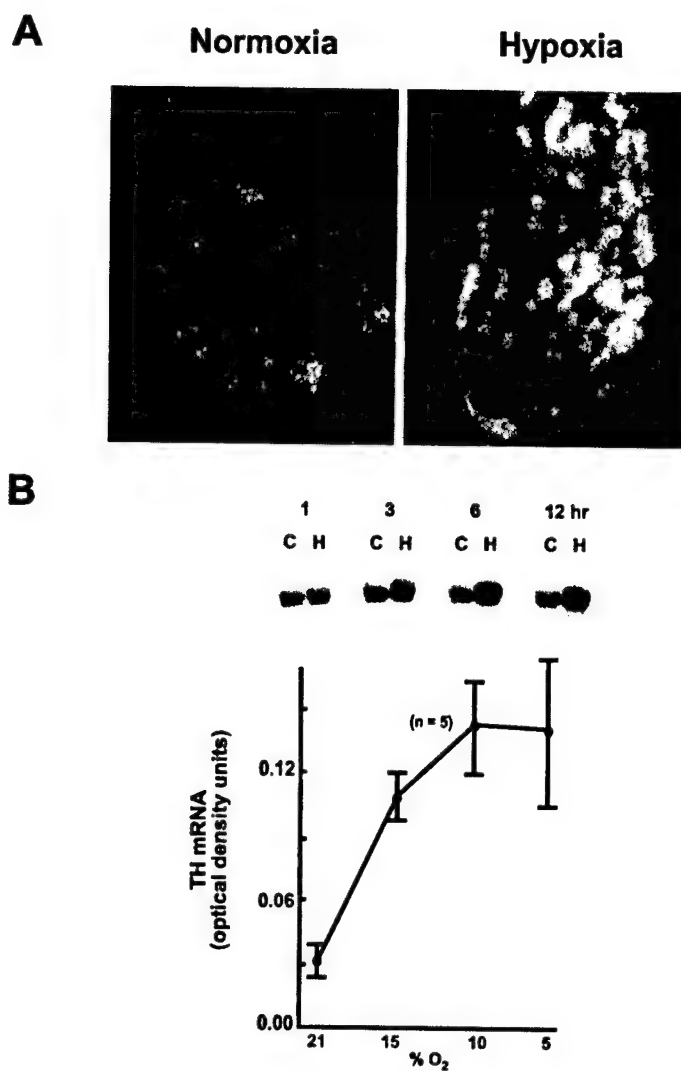 A
Normoxia Hypoxia
B
1 3 6 12 hr
C H C H C H C H
(n = 5)
TH mRNA
(optical density units)
0.12
0.06
0.00
21 15 10 5
% O₂